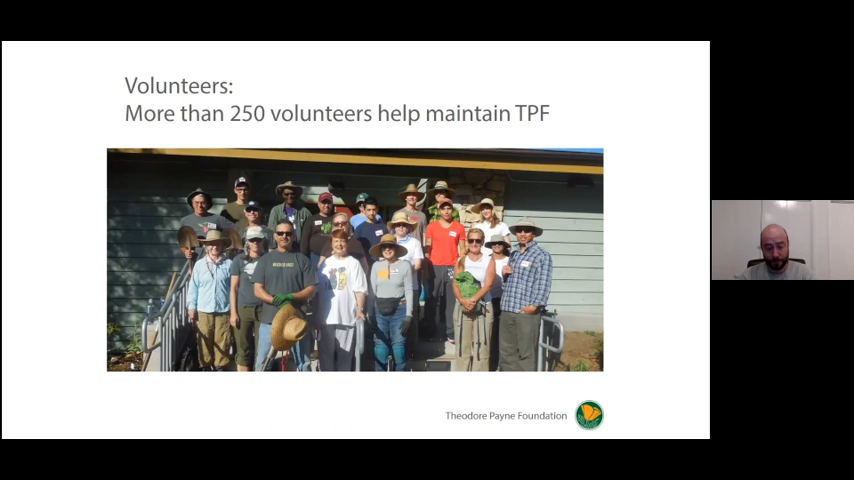 Volunteers:
More than 250 volunteers help maintain TPF
Theodore Payne Foundation